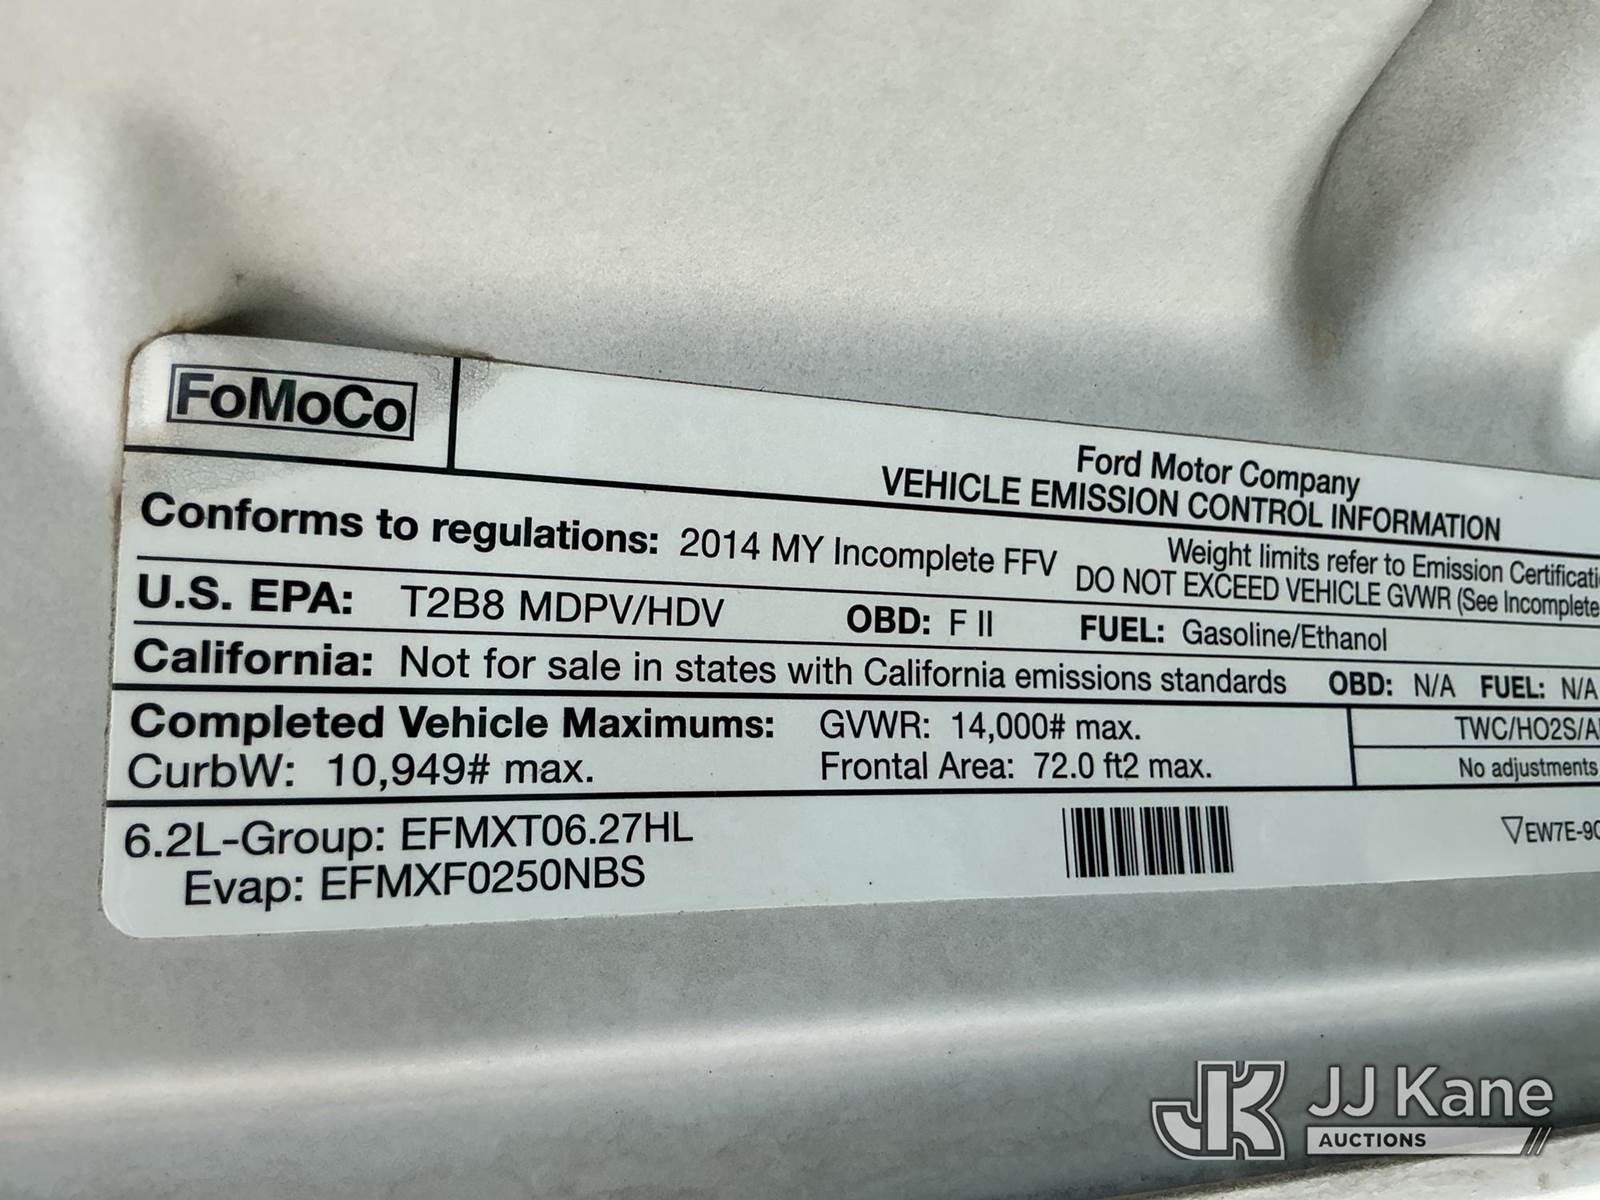 FoMoCo
Ford Motor Company
VEHICLE EMISSION CONTROL INFORMATION
Conforms to regulations: 2014 MY Incomplete FFV
Weight limits refer to Emission
DO NOT EXCEED VEHICLE GVWR (See Incomplete
U.S. EPA: T2B8 MDPV/HDV OBD: F II FUEL: Gasoline/Ethanol
California: Not for sale in states with California emissions standards OBD: N/A FUEL: N/A
Completed Vehicle Maximums: GVWR: 14,000# max.
CurbW: 10,949# max. Frontal Area: 72.0 ft2 max.
TWC/HO2S/
No adjustments
6.2L-Group: EFMXT06.27HL
Evap: EFMXF0250NBS
EW7E-9
JK JJ Kane
AUCTIONS